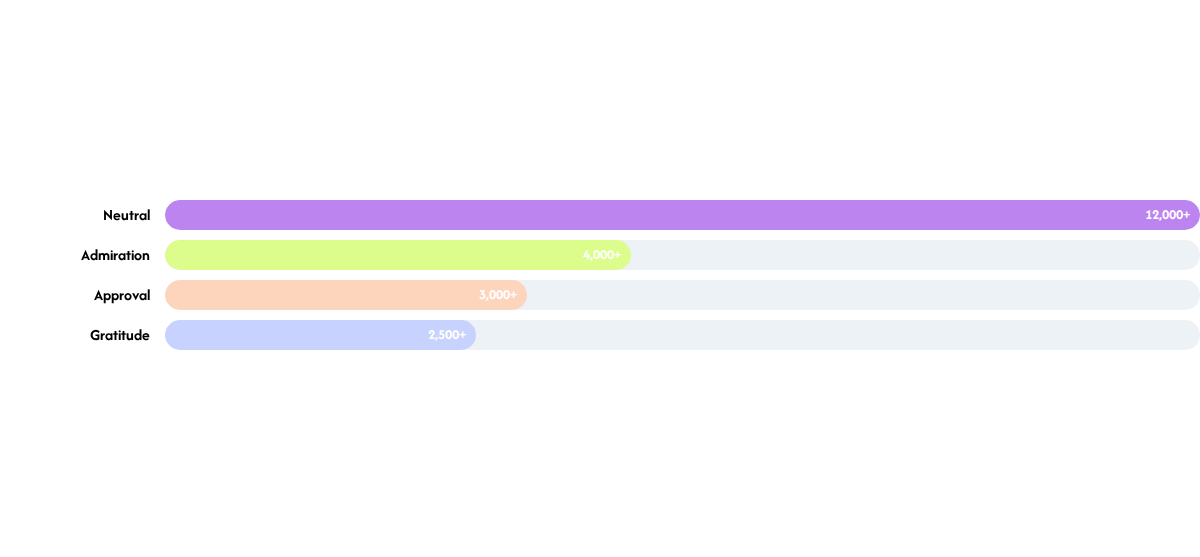 Neutral 12,000+
Admiration 4,000+
Approval 3,000+
Gratitude 2,500+